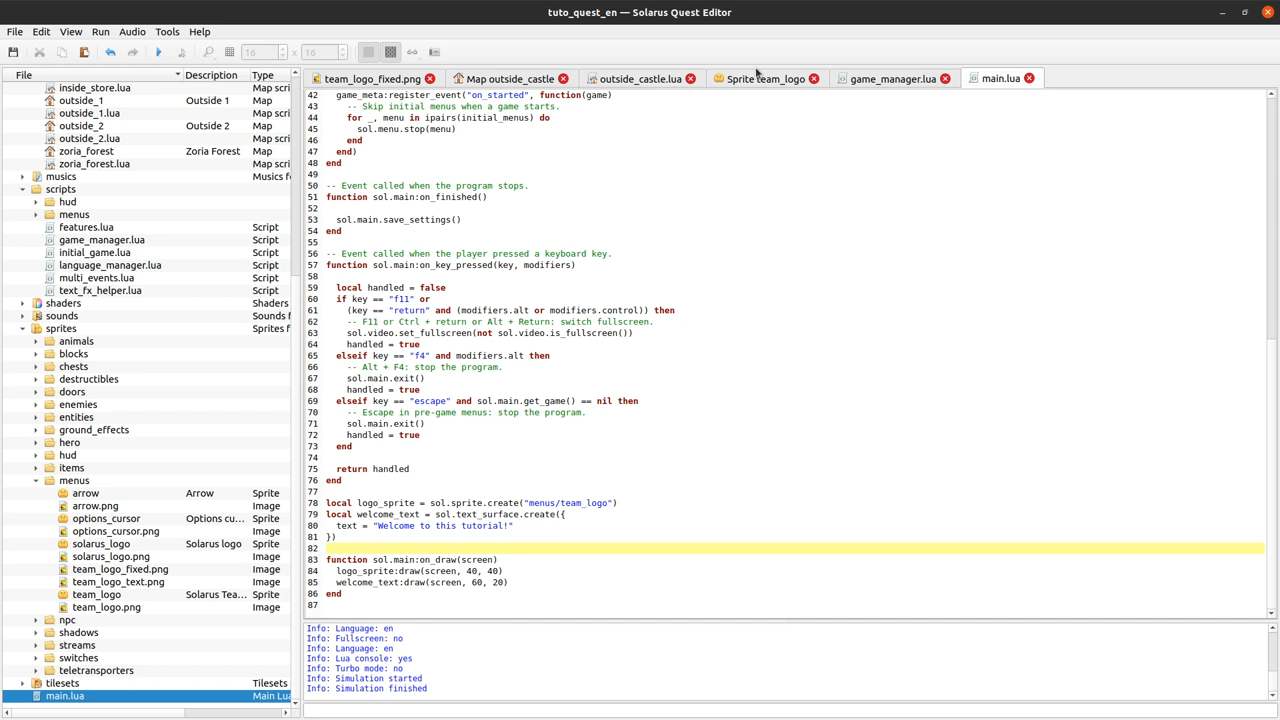 tuto_quest_en — Solarus Quest Editor
File Edit View Run Audio Tools Help
16 x 16
File Description Type
team_logo_fixed.png Map outside_castle outside_castle.lua Sprite team_logo game_manager.lua main.lua
inside_store.lua Map scri
outside_1 Outside 1 Map
outside_1.lua Map scri
outside_2 Outside 2 Map
outside_2.lua Map scri
zoria_forest Zoria Forest Map
zoria_forest.lua Map scri
musics Musics f
scripts
hud
menus
features.lua Script
game_manager.lua Script
initial_game.lua Script
language_manager.lua Script
multi_events.lua Script
text_fx_helper.lua Script
shaders Shaders
sounds Sounds f
sprites Sprites f
animals
blocks
chests
destructibles
doors
enemies
entities
ground_effects
hero
hud
items
menus
arrow Arrow Sprite
arrow.png Image
options_cursor Options cu... Sprite
options_cursor.png Image
solarus_logo Solarus logo Sprite
solarus_logo.png Image
team_logo_fixed.png Image
team_logo_text.png Image
team_logo Solarus Tea... Sprite
team_logo.png Image
npc
shadows
streams
switches
teletransporters
tilesets Tilesets
main.lua Main Lua
42 game_meta:register_event("on_started", function(game)
43 -- Skip initial menus when a game starts.
44 for _, menu in ipairs(initial_menus) do
45 sol.menu.stop(menu)
46 end
47 end)
48 end
49
50 -- Event called when the program stops.
51 function sol.main:on_finished()
52
53 sol.main.save_settings()
54 end
55
56 -- Event called when the player pressed a keyboard key.
57 function sol.main:on_key_pressed(key, modifiers)
58
59 local handled = false
60 if key == "f11" or
61 (key == "return" and (modifiers.alt or modifiers.control)) then
62 -- F11 or Ctrl + return or Alt + Return: switch fullscreen.
63 sol.video.set_fullscreen(not sol.video.is_fullscreen())
64 handled = true
65 elseif key == "f4" and modifiers.alt then
66 -- Alt + F4: stop the program.
67 sol.main.exit()
68 handled = true
69 elseif key == "escape" and sol.main.get_game() == nil then
70 -- Escape in pre-game menus: stop the program.
71 sol.main.exit()
72 handled = true
73 end
74
75 return handled
76 end
77
78 local logo_sprite = sol.sprite.create("menus/team_logo")
79 local welcome_text = sol.text_surface.create({
80 text = "Welcome to this tutorial!"
81 })
82
83 function sol.main:on_draw(screen)
84 logo_sprite:draw(screen, 40, 40)
85 welcome_text:draw(screen, 60, 20)
86 end
87
Info: Language: en
Info: Fullscreen: no
Info: Language: en
Info: Lua console: yes
Info: Turbo mode: no
Info: Simulation started
Info: Simulation finished